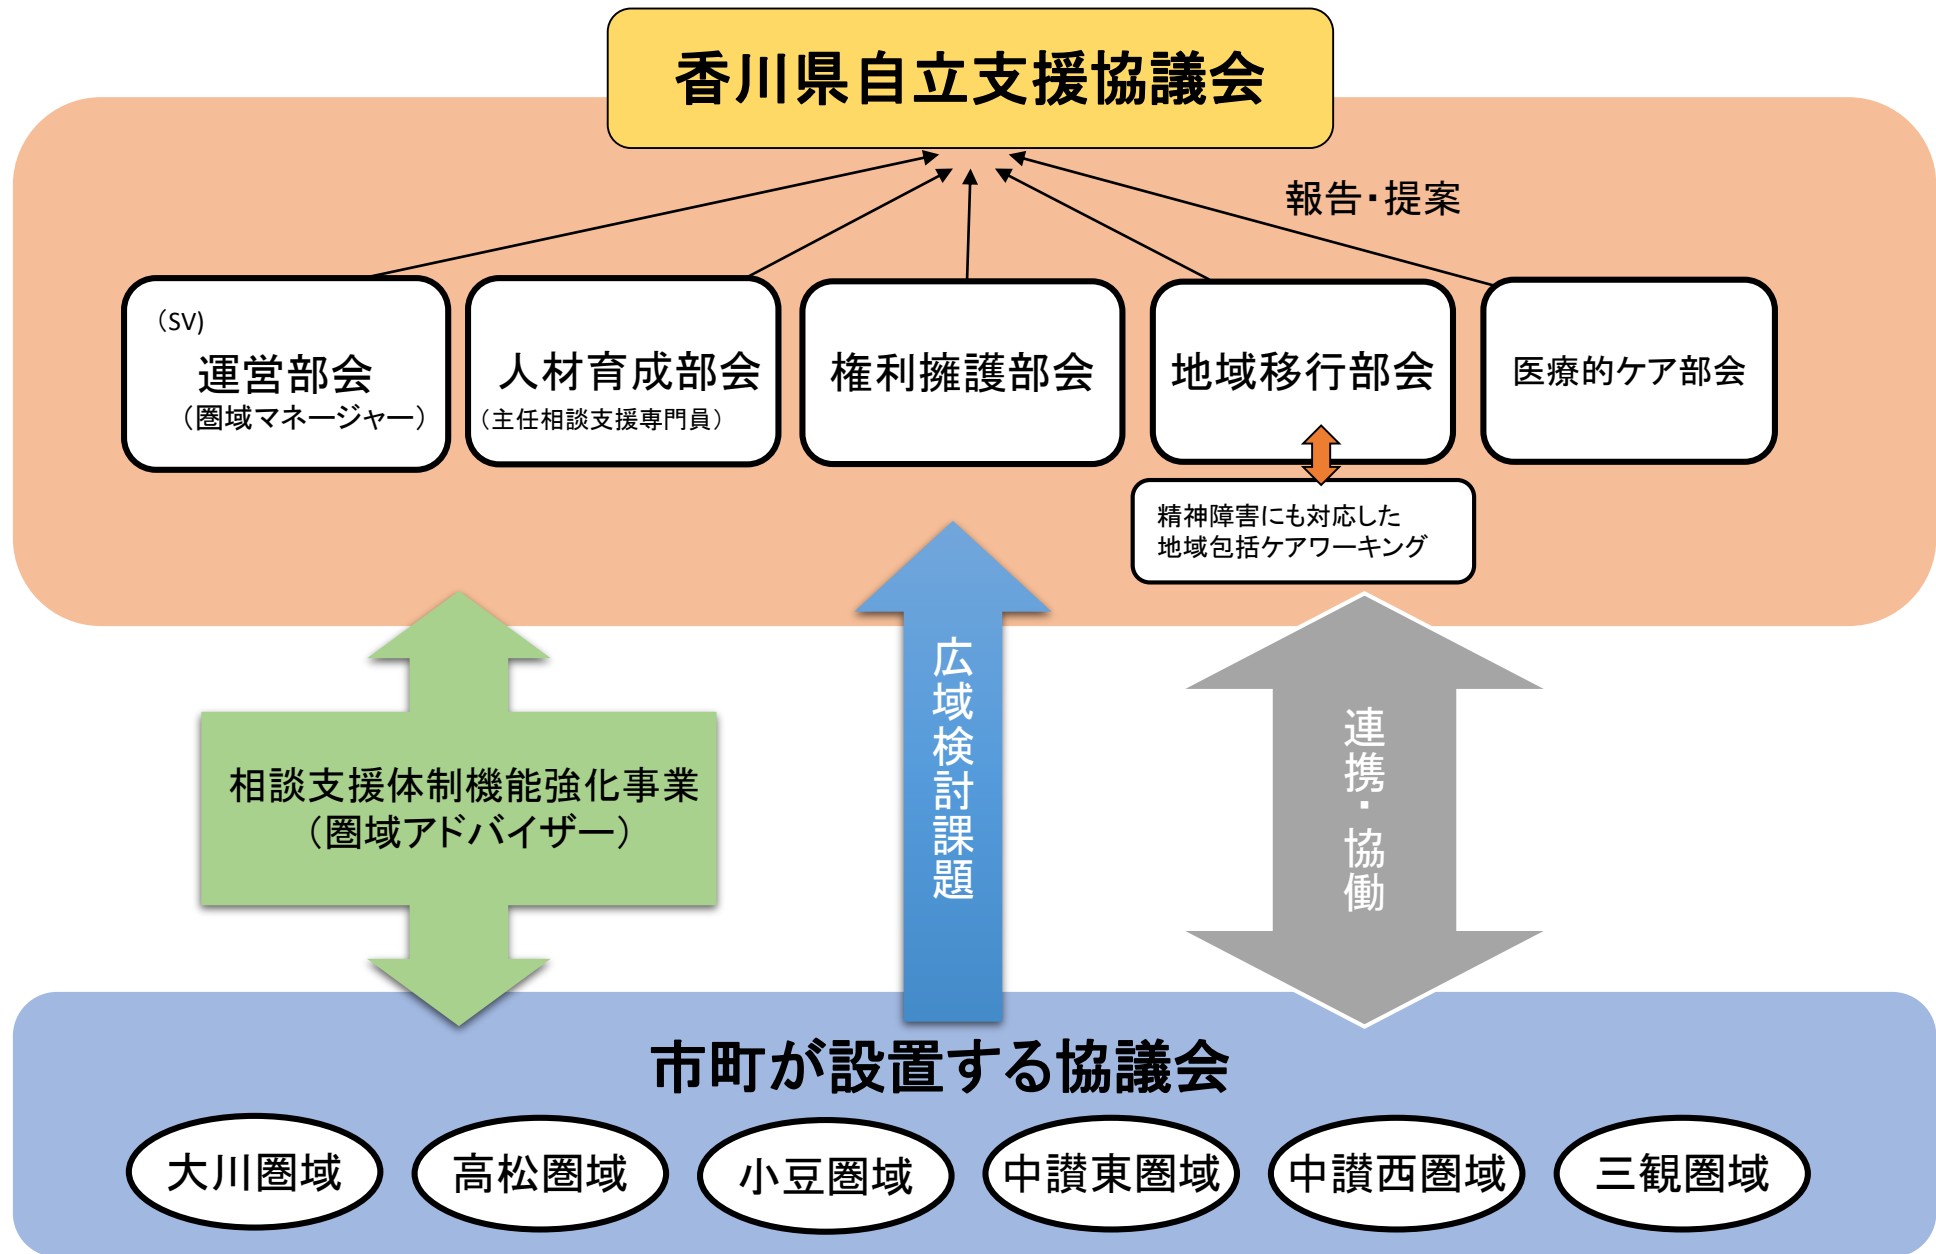 香川県自立支援協議会
報告・提案
（SV)
運営部会
（圏域マネージャー）
人材育成部会
（主任相談支援専門員）
権利擁護部会
地域移行部会
医療的ケア部会
精神障害にも対応した
地域包括ケアワーキング
相談支援体制機能強化事業
（圏域アドバイザー）
広域検討課題
連携・協働
市町が設置する協議会
大川圏域
高松圏域
小豆圏域
中讃東圏域
中讃西圏域
三観圏域